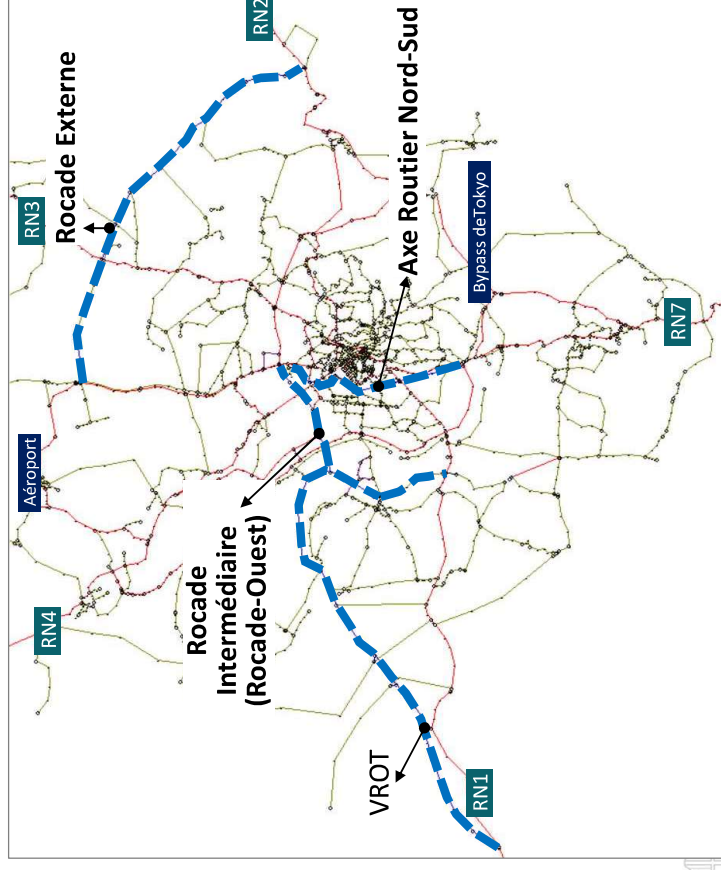 RN2
RN3
Rocade Externe
Aéroport
RN4
Rocade
Intermédiaire
(Rocade-Ouest)
Axe Routier Nord-Sud
Bypass deTokyo
RN7
VROT
RN1